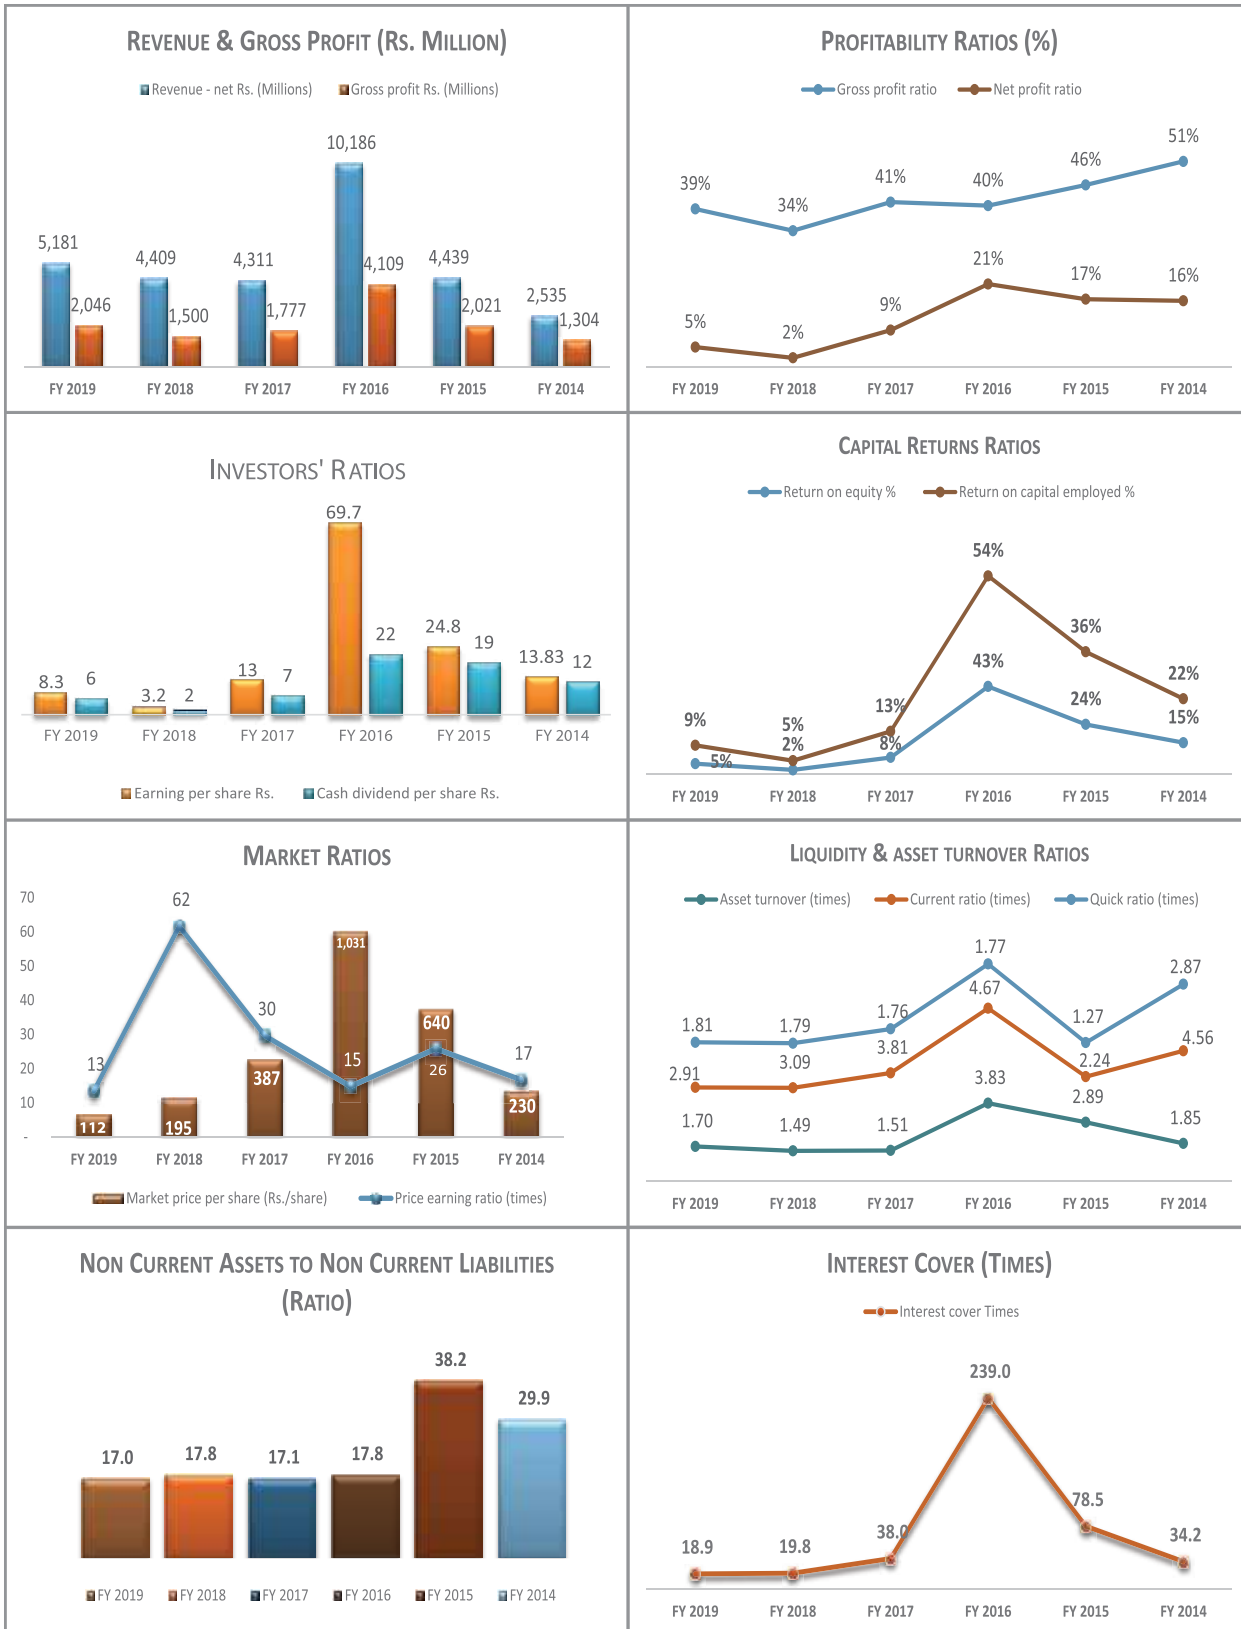 REVENUE & GROSS PROFIT (RS. MILLION)
Revenue - net Rs. (Millions) Gross profit Rs. (Millions)
10,186
5,181
4,409 4,311 4,109 4,439
2,046 1,500 1,777 2,021 2,535 1,304
FY 2019 FY 2018 FY 2017 FY 2016 FY 2015 FY 2014
PROFITABILITY RATIOS (%)
Gross profit ratio Net profit ratio
39% 34% 41% 40% 46% 51%
5% 2% 9% 21% 17% 16%
FY 2019 FY 2018 FY 2017 FY 2016 FY 2015 FY 2014
INVESTORS' RATIOS
69.7
8.3 6 3.2 2 13 7 22 24.8 19 13.83 12
FY 2019 FY 2018 FY 2017 FY 2016 FY 2015 FY 2014
Earning per share Rs. Cash dividend per share Rs.
CAPITAL RETURNS RATIOS
Return on equity % Return on capital employed %
9% 5% 13% 54% 36% 22%
5% 2% 8% 43% 24% 15%
FY 2019 FY 2018 FY 2017 FY 2016 FY 2015 FY 2014
MARKET RATIOS
70
60
50
40
30
20
10
-
13 62 30 15 26 17
112 195 387 1,031 640 230
FY 2019 FY 2018 FY 2017 FY 2016 FY 2015 FY 2014
Market price per share (Rs./share) Price earning ratio (times)
LIQUIDITY & ASSET TURNOVER RATIOS
Asset turnover (times) Current ratio (times) Quick ratio (times)
1.81 1.79 1.76 1.77 1.27 2.87
2.91 3.09 3.81 4.67 2.24 4.56
1.70 1.49 1.51 3.83 2.89 1.85
FY 2019 FY 2018 FY 2017 FY 2016 FY 2015 FY 2014
NON CURRENT ASSETS TO NON CURRENT LIABILITIES
(RATIO)
17.0 17.8 17.1 17.8 38.2 29.9
FY 2019 FY 2018 FY 2017 FY 2016 FY 2015 FY 2014
INTEREST COVER (TIMES)
Interest cover Times
18.9 19.8 38.0 239.0 78.5 34.2
FY 2019 FY 2018 FY 2017 FY 2016 FY 2015 FY 2014